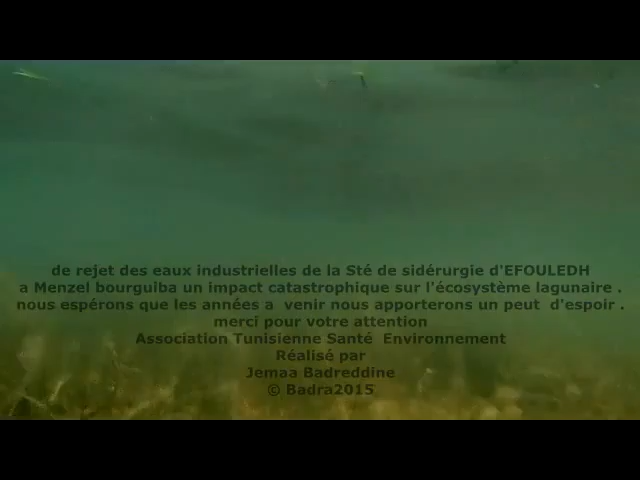 de rejet des eaux industrielles de la Sté de sidérurgie d'EFOULEDH
a Menzel bourguiba un impact catastrophique sur l'écosystème lagunaire .
nous espérons que les années a venir nous apporterons un peut d'espoir .
merci pour votre attention
Association Tunisienne Santé Environnement
Réalisé par
Jemaa Badreddine
© Badra2015